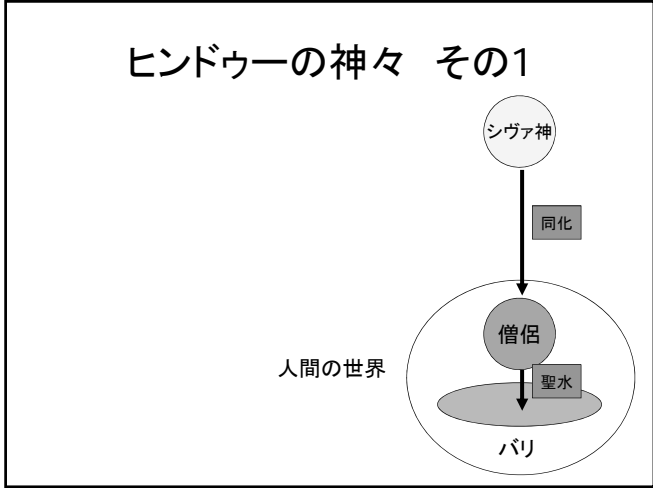 ヒンドゥーの神々 その1
シヴァ神
同化
僧侶
人間の世界
聖水
バリ